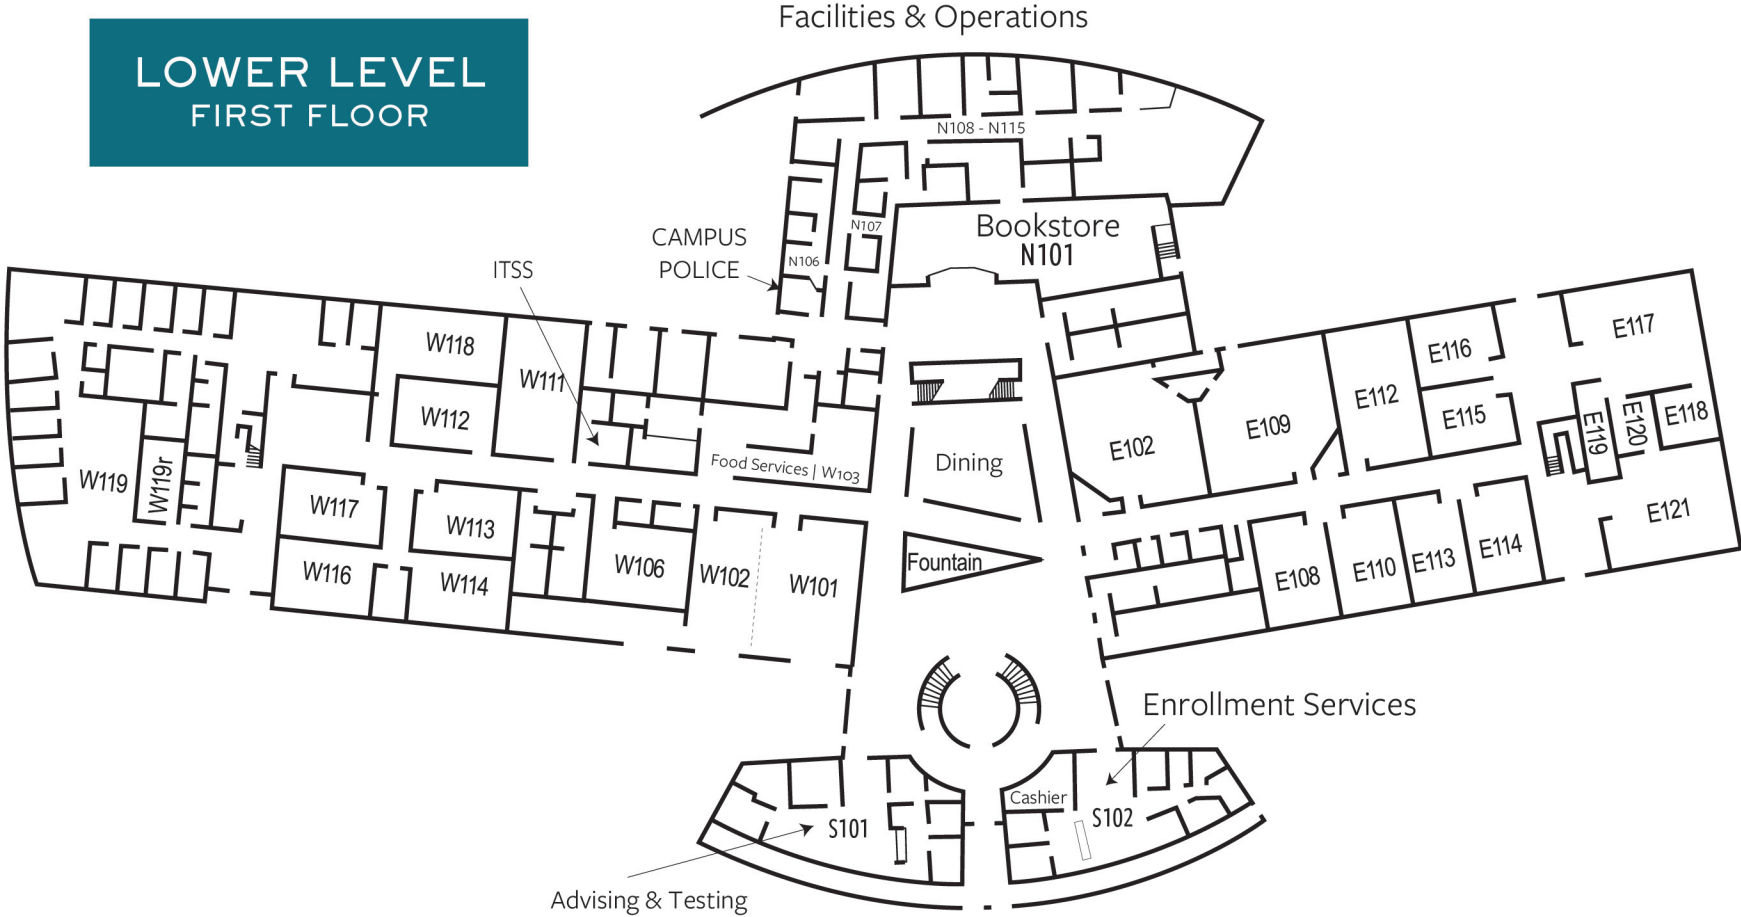 Facilities & Operations
LOWER LEVEL
FIRST FLOOR
N108 - N115
N107
N106
CAMPUS
POLICE
Bookstore
N101
ITSS
W118
W111
W112
W119
W119r
W117
W116
W113
W114
Food Services | W103
W106
W102
W101
Dining
Fountain
E102
E109
E112
E116
E115
E117
E118
E119
E120
E121
E108
E110
E113
E114
Enrollment Services
Cashier
S102
S101
Advising & Testing